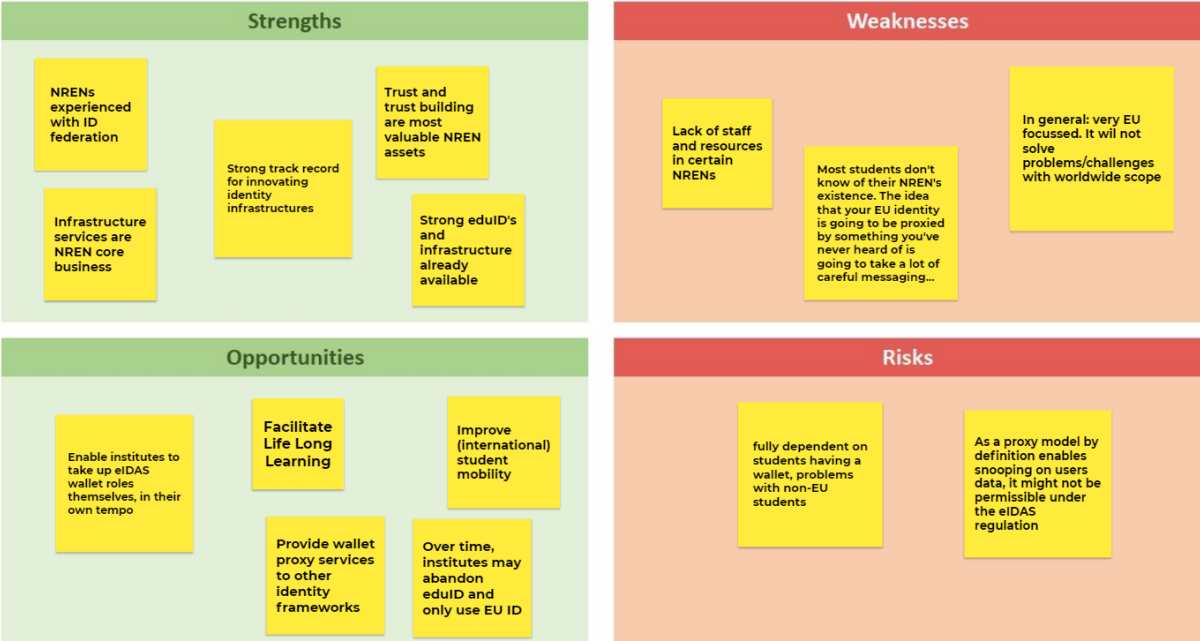 Strengths
NRENs
experienced
with ID
federation
Infrastructure
services are
NREN core
business
Strong track record
for innovating
identity
infrastructures
Trust and
trust building
are most
valuable NREN
assets
Strong eduID's
and
infrastructure
already
available
Weaknesses
Lack of staff
and resources
in certain
NRENs
Most students don't
know of their NREN's
existence. The idea
that your EU identity
is going to be proxied
by something you've
never heard of is
going to take a lot of
careful messaging...
In general: very EU
focussed. It wil not
solve
problems/challenges
with worldwide scope
Opportunities
Enable institutes to
take up eIDAS
wallet roles
themselves, in their
own tempo
Facilitate
Life Long
Learning
Improve
(international)
student
mobility
Provide wallet
proxy services
to other
identity
frameworks
Over time,
institutes may
abandon
eduID and
only use EU ID
Risks
fully dependent on
students having a
wallet, problems
with non-EU
students
As a proxy model by
definition enables
snooping on users
data, it might not be
permissible under
the eIDAS
regulation